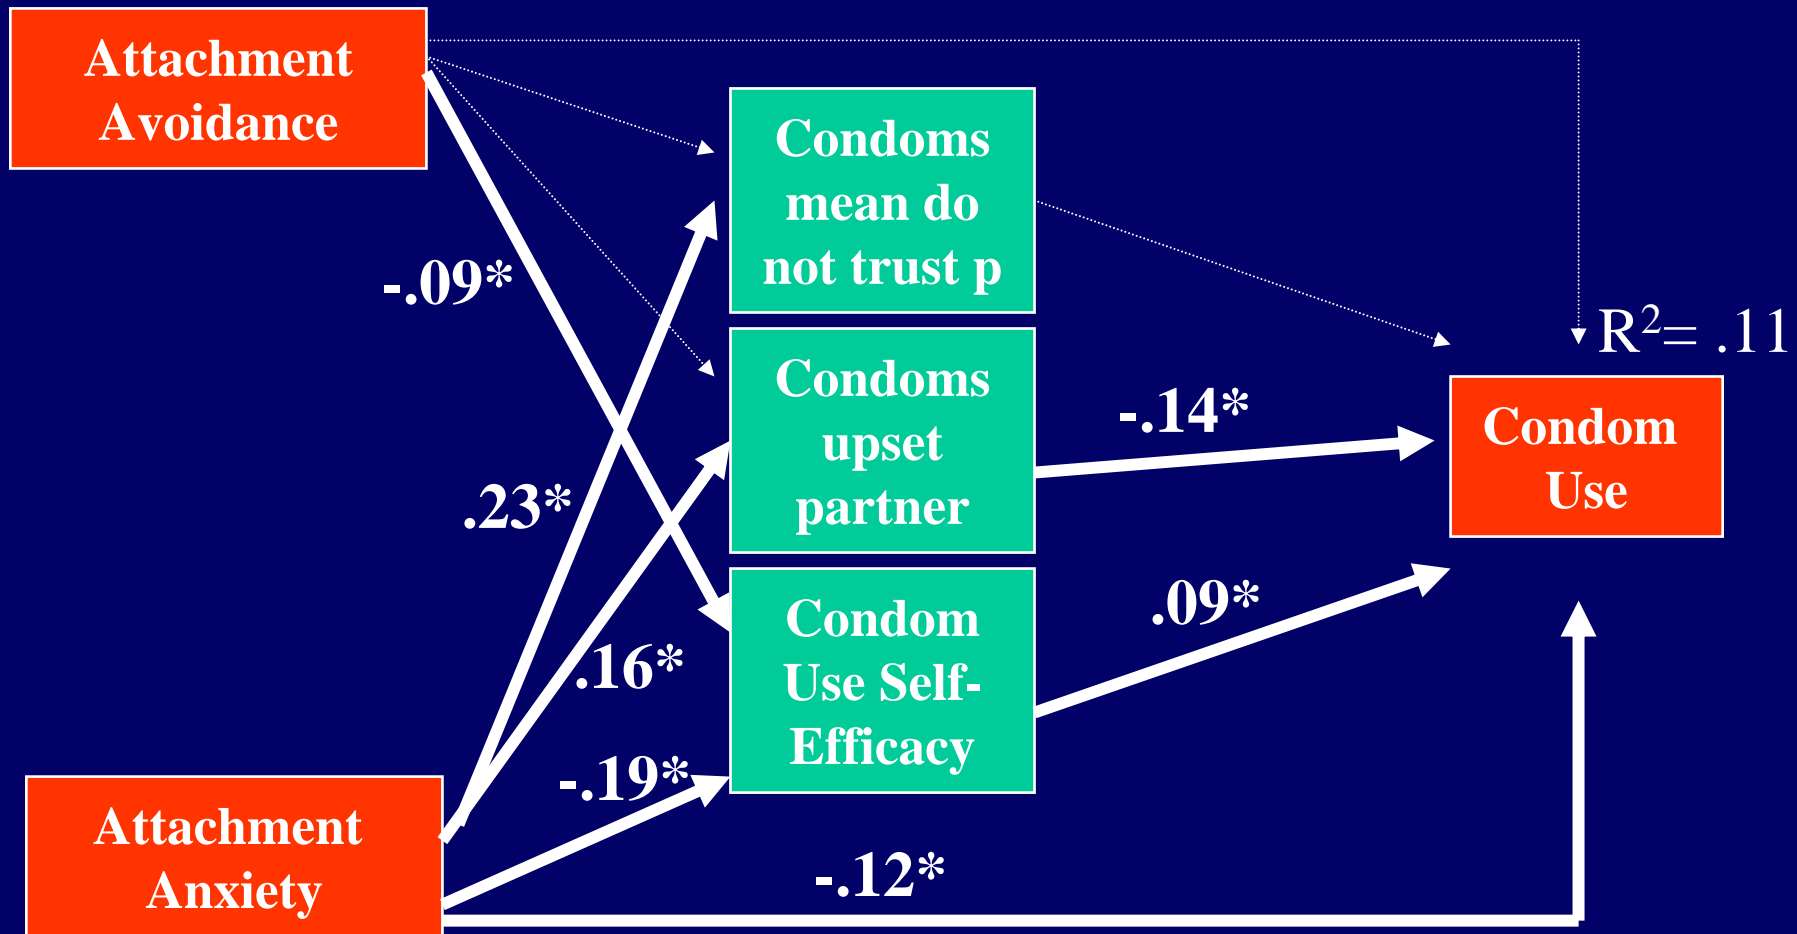 Attachment
Avoidance
Condoms
mean do
not trust p
-.09*
R²= .11
Condoms
upset
partner
-.14*
Condom
Use
.23*
Condom
Use Self-
Efficacy
.09*
.16*
-.19*
Attachment
Anxiety
-.12*